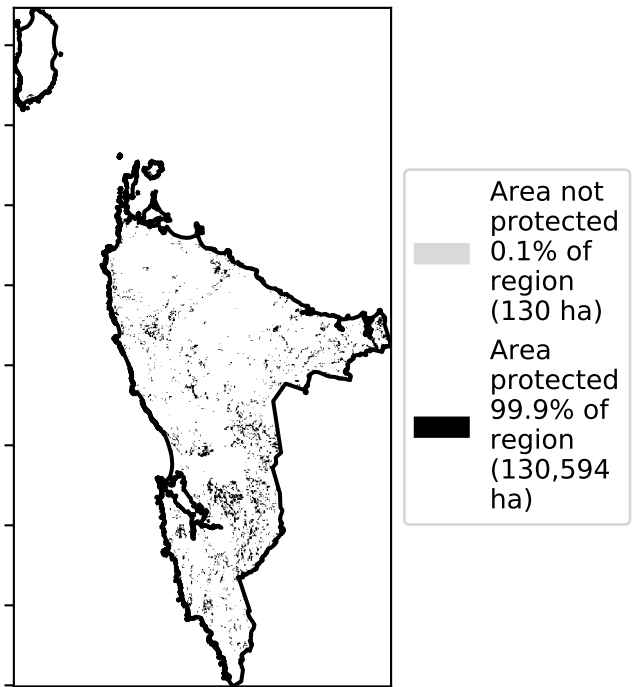 Area not
protected
0.1% of
region
(130 ha)
Area
protected
99.9% of
region
(130,594
ha)